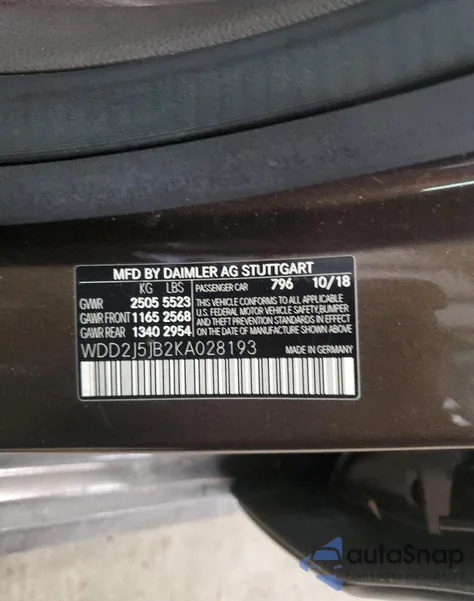 MFD BY DAIMLER AG STUTTGART
KG LBS PASSENGER CAR 796 10/18
GVWR 2505 5523 THIS VEHICLE CONFORMS TO ALL APPLICABLE
GAWR FRONT 1165 2568 U.S. FEDERAL MOTOR VEHICLE SAFETY, BUMPER
GAWR REAR 1340 2954 AND THEFT PREVENTION STANDARDS IN EFFECT
ON THE DATE OF MANUFACTURE SHOWN ABOVE.
WDD2J5JB2KA028193 MADE IN GERMANY
autoSnap